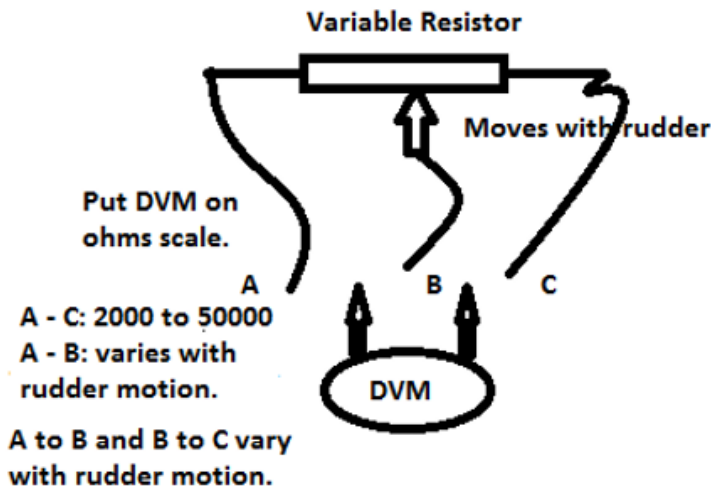 Variable Resistor
Moves with rudder
Put DVM on
ohms scale.
A
B
C
A - C: 2000 to 50000
A - B: varies with
rudder motion.
DVM
A to B and B to C vary
with rudder motion.